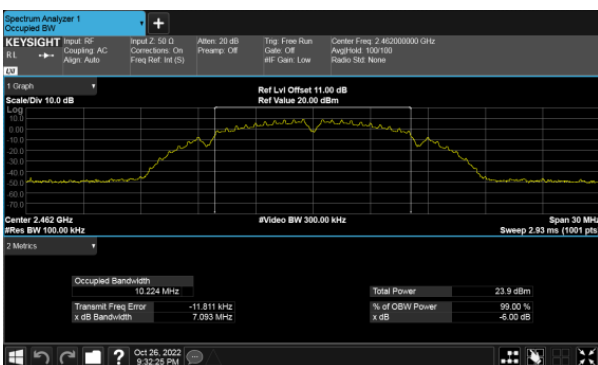 Spectrum Analyzer 1
Occupied BW
+
KEYSIGHT Input: RF Input Z: 50 Ω Atten: 20 dB Trig: Free Run Center Freq: 2.462000000 GHz
R L Coupling: AC Corrections: On Preamp: Off Gate: Off Avg|Hold: 100/100
Align: Auto Freq Ref: Int (S) #IF Gain: Low Radio Std: None
LXI
1 Graph Ref Lvl Offset 11.00 dB
Scale/Div 10.0 dB Ref Value 20.00 dBm
Log
10.0
0.00
-10.0
-20.0
-30.0
-40.0
-50.0
-60.0
-70.0
Center 2.462 GHz #Video BW 300.00 kHz Span 30 MHz
#Res BW 100.00 kHz Sweep 2.93 ms (1001 pts
2 Metrics
Occupied Bandwidth
10.224 MHz Total Power 23.9 dBm
Transmit Freq Error -11.811 kHz % of OBW Power 99.00 %
x dB Bandwidth 7.093 MHz x dB -6.00 dB
? Oct 26, 2022
9:32:25 PM